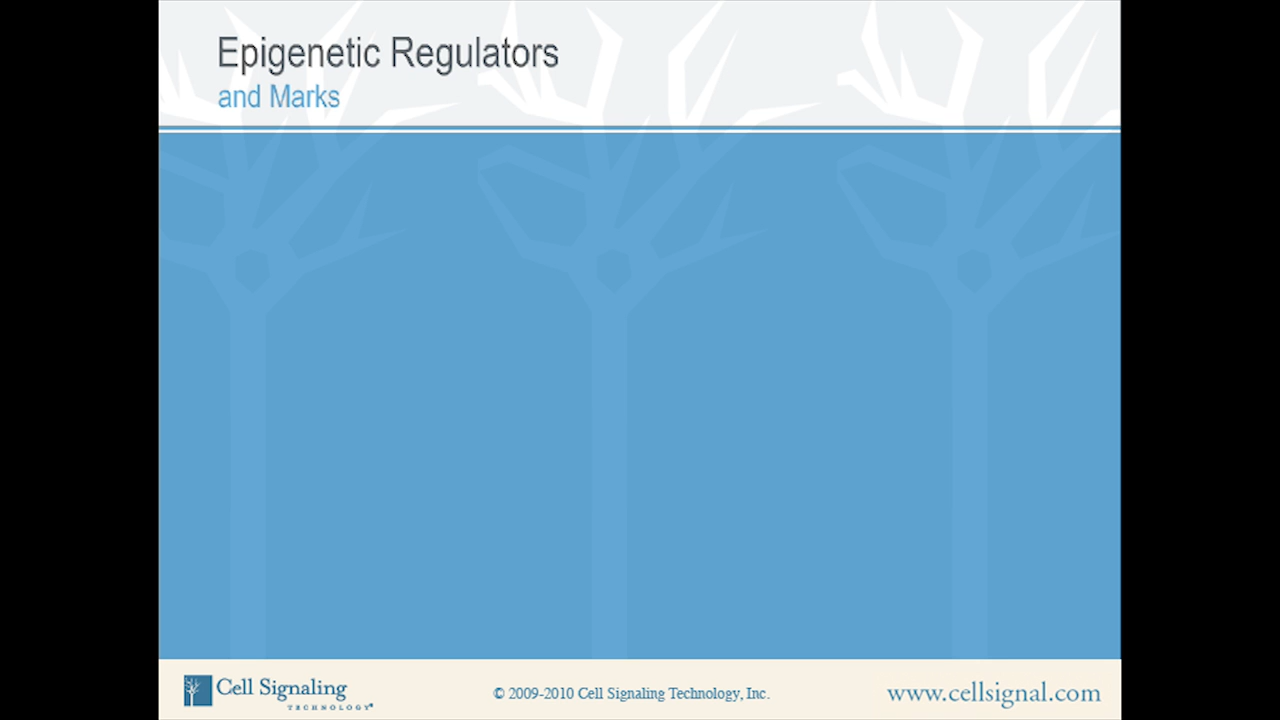 Epigenetic Regulators
and Marks
Cell Signaling
TECHNOLOGY®
© 2009-2010 Cell Signaling Technology, Inc.
www.cellsignal.com